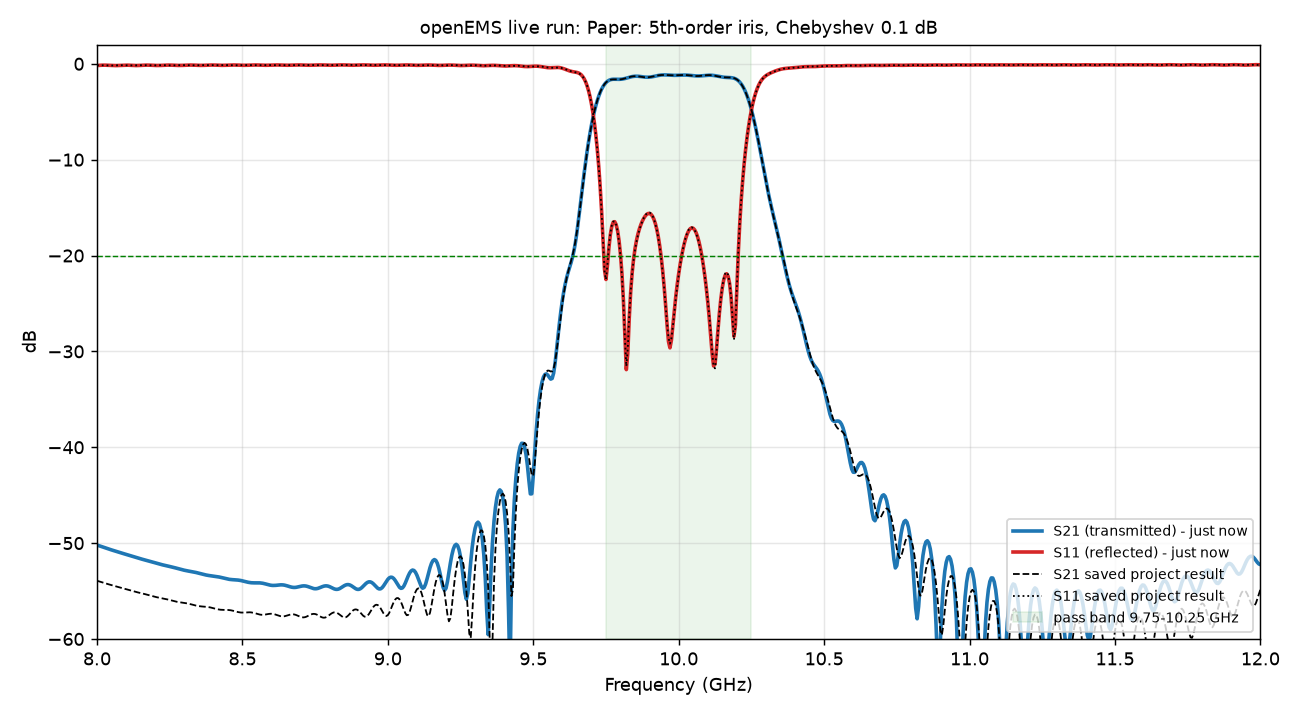 openEMS live run: Paper: 5th-order iris, Chebyshev 0.1 dB
0
−10
−20
−30
−40
−50
−60
dB
8.0 8.5 9.0 9.5 10.0 10.5 11.0 11.5 12.0
Frequency (GHz)
S21 (transmitted) - just now
S11 (reflected) - just now
S21 saved project result
S11 saved project result
pass band 9.75-10.25 GHz